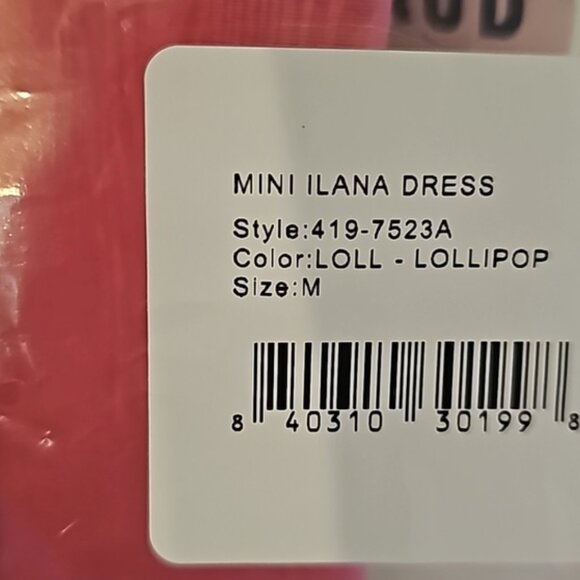 MINI ILANA DRESS
Style:419-7523A
Color:LOLL - LOLLIPOP
Size:M
8 40310 30199 8